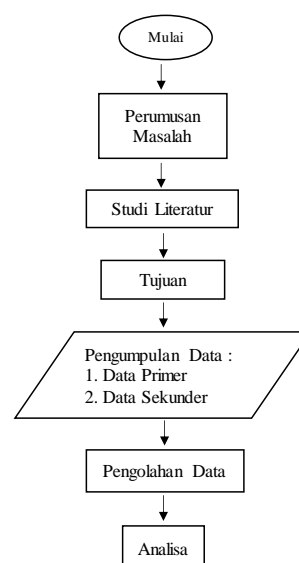 Mulai
Perumusan
Masalah
Studi Literatur
Tujuan
Pengumpulan Data :
1. Data Primer
2. Data Sekunder
Pengolahan Data
Analisa